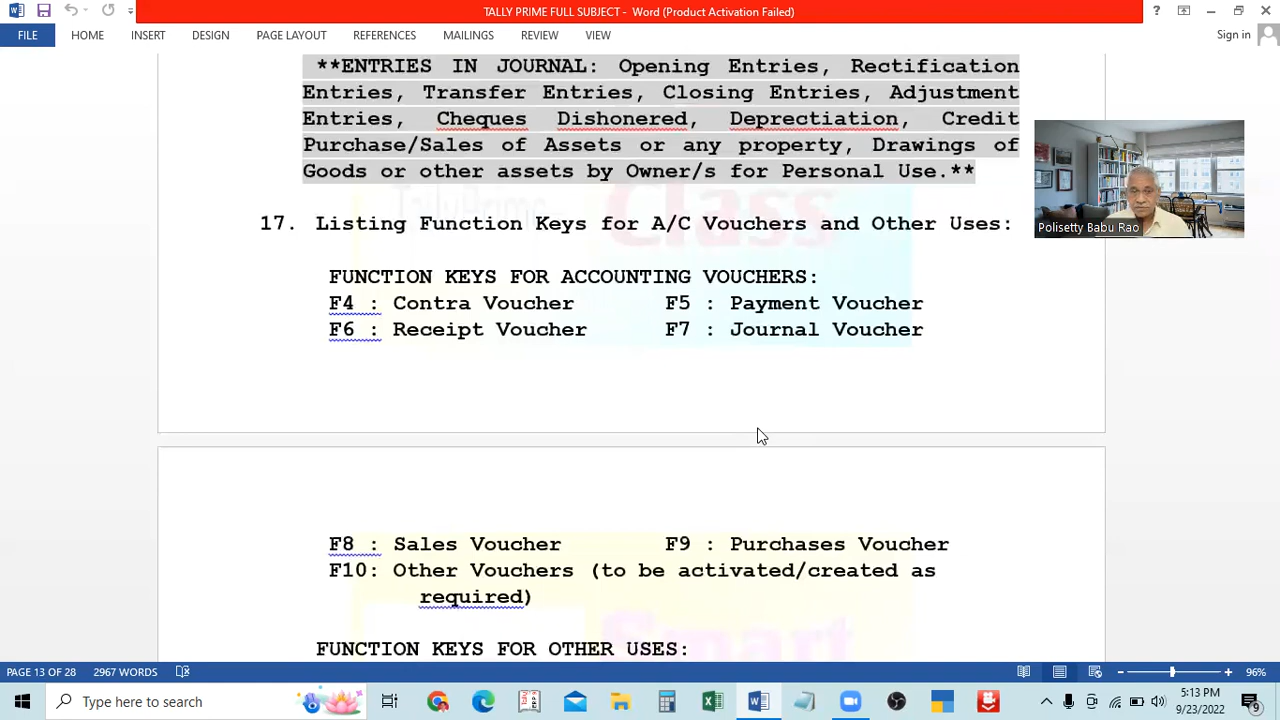 TALLY PRIME FULL SUBJECT - Word (Product Activation Failed)
FILE HOME INSERT DESIGN PAGE LAYOUT REFERENCES MAILINGS REVIEW VIEW Sign in
**ENTRIES IN JOURNAL: Opening Entries, Rectification
Entries, Transfer Entries, Closing Entries, Adjustment
Entries, Cheques Dishonered, Deprectiation, Credit
Purchase/Sales of Assets or any property, Drawings of
Goods or other assets by Owner/s for Personal Use.**
Polisetty Babu Rao
Class
17. Listing Function Keys for A/C Vouchers and Other Uses:
FUNCTION KEYS FOR ACCOUNTING VOUCHERS:
F4 : Contra Voucher F5 : Payment Voucher
F6 : Receipt Voucher F7 : Journal Voucher
F8 : Sales Voucher F9 : Purchases Voucher
F10: Other Vouchers (to be activated/created as
required)
Smart
FUNCTION KEYS FOR OTHER USES:
PAGE 13 OF 28 2967 WORDS 96%
Type here to search
5:13 PM
9/23/2022